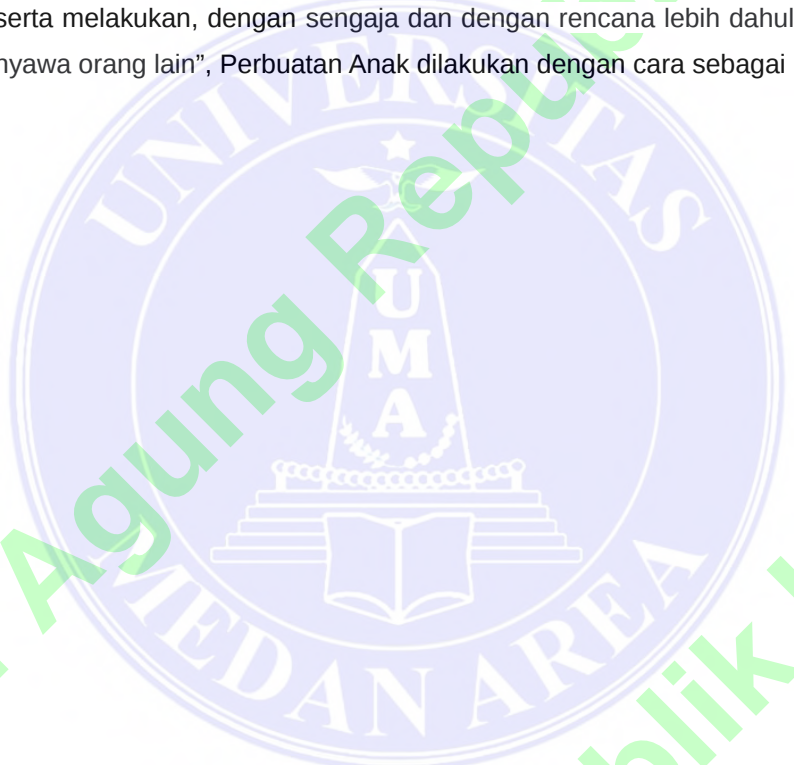 serta melakukan, dengan sengaja dan dengan rencana lebih dahul
nyawa orang lain”, Perbuatan Anak dilakukan dengan cara sebagai
UNIVERSITAS
UMA
MEDAN AREA
Agung Repu
blik